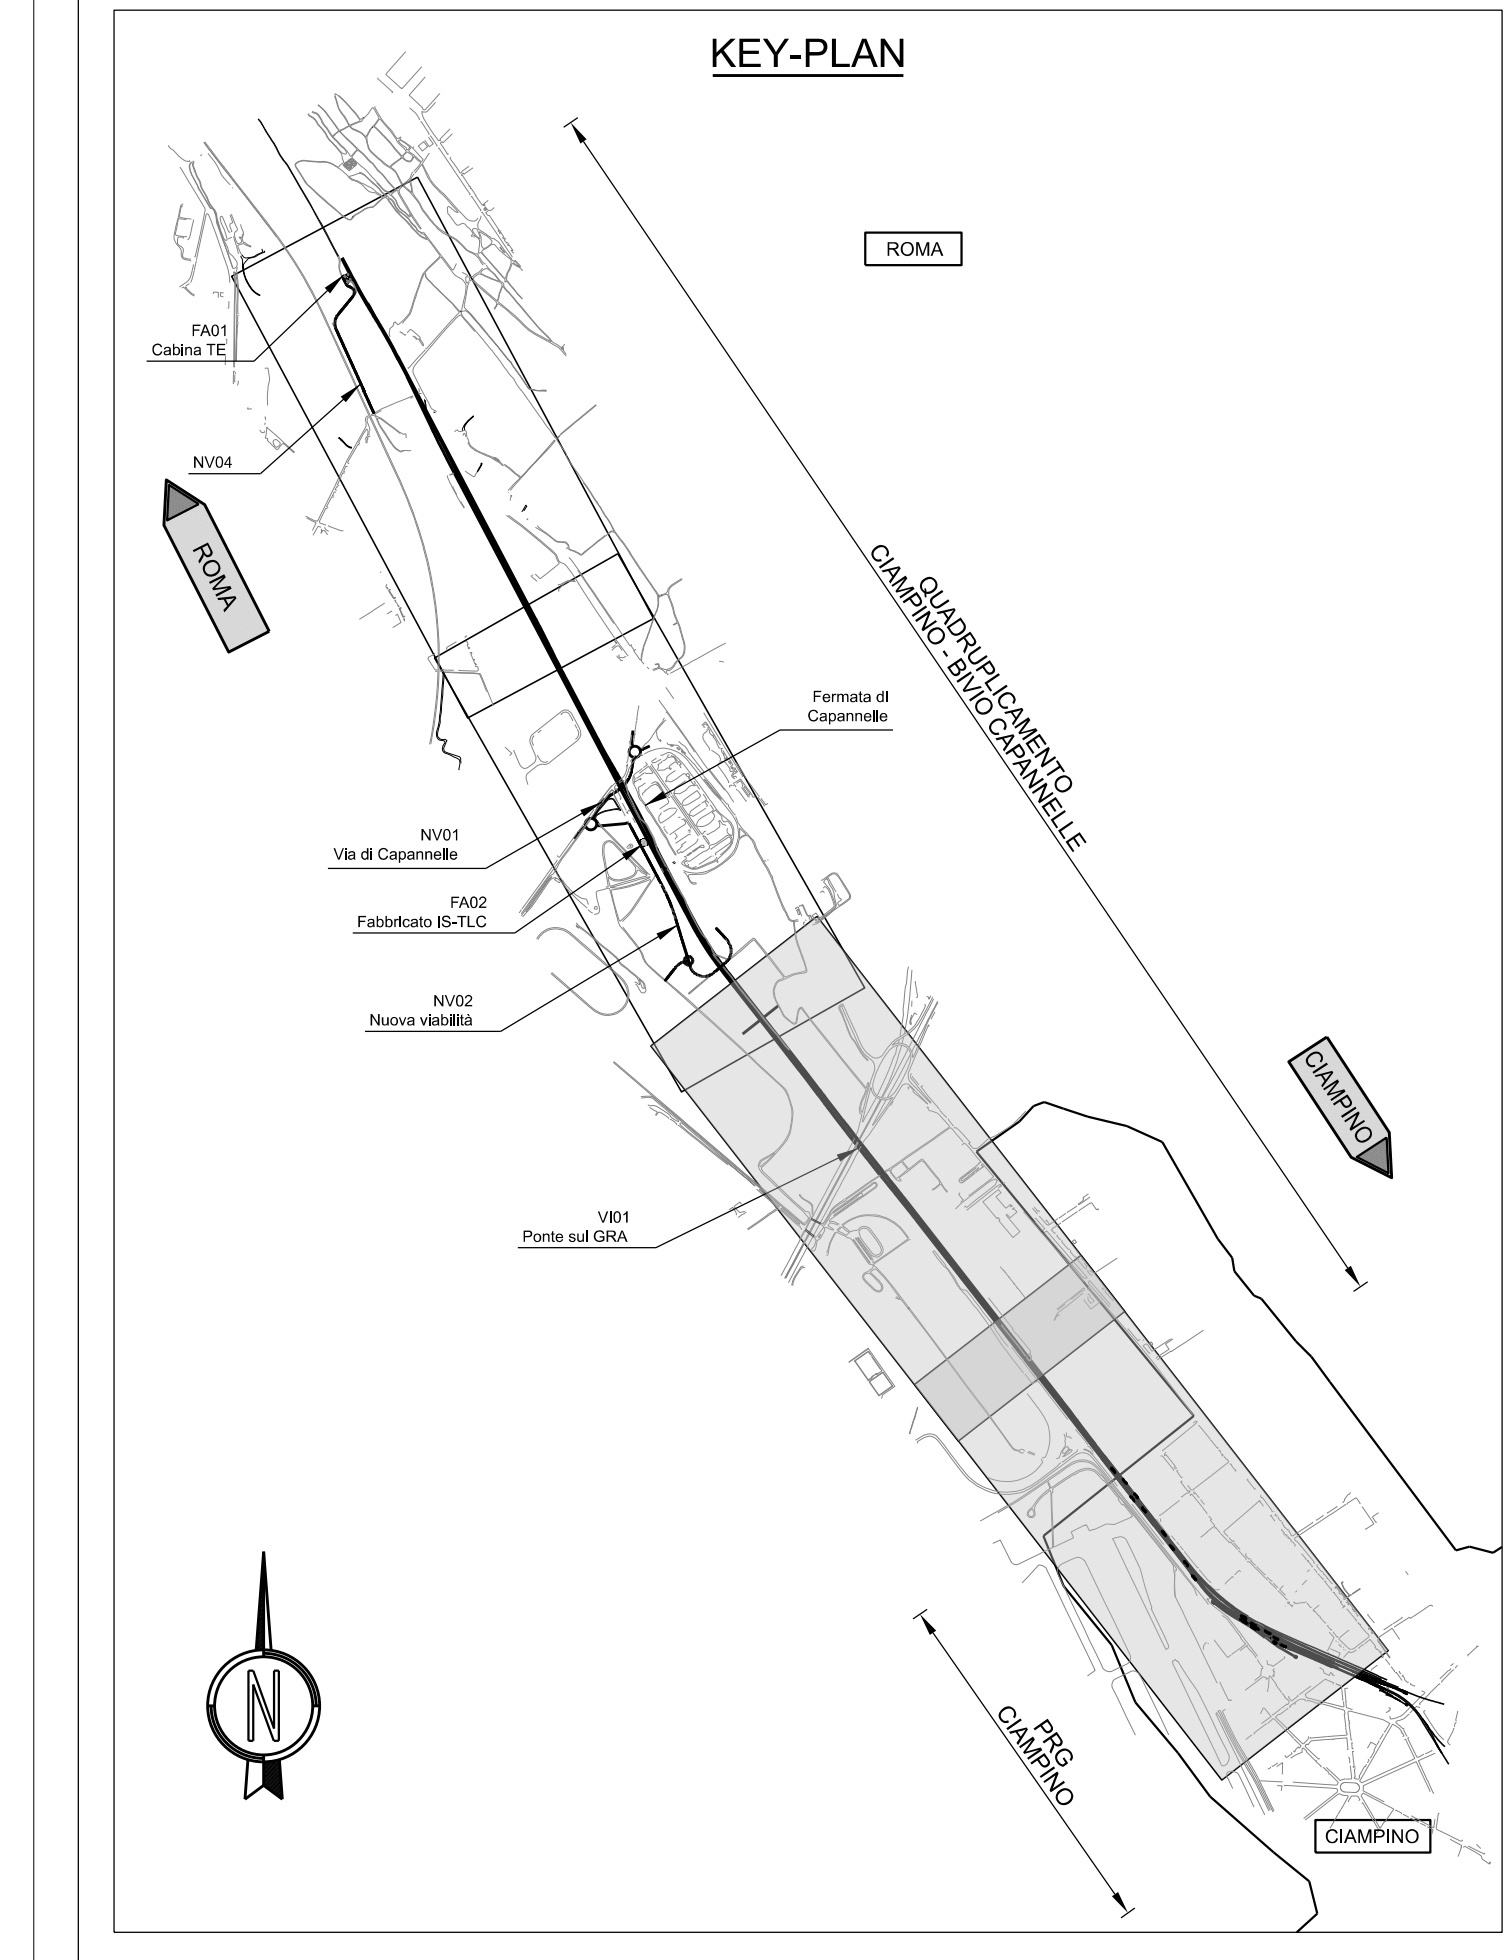 KEY-PLAN
ROMA
FA01
Cabina TE
NV04
ROMA
QUADRUPLICAMENTO
CIAMPINO - BIVIO CAPANNELLE
Fermata di
Capannelle
NV01
Via di Capannelle
FA02
Fabbricato IS-TLC
NV02
Nuova viabilità
CIAMPINO
VI01
Ponte sul GRA
PRG
CIAMPINO
N
CIAMPINO